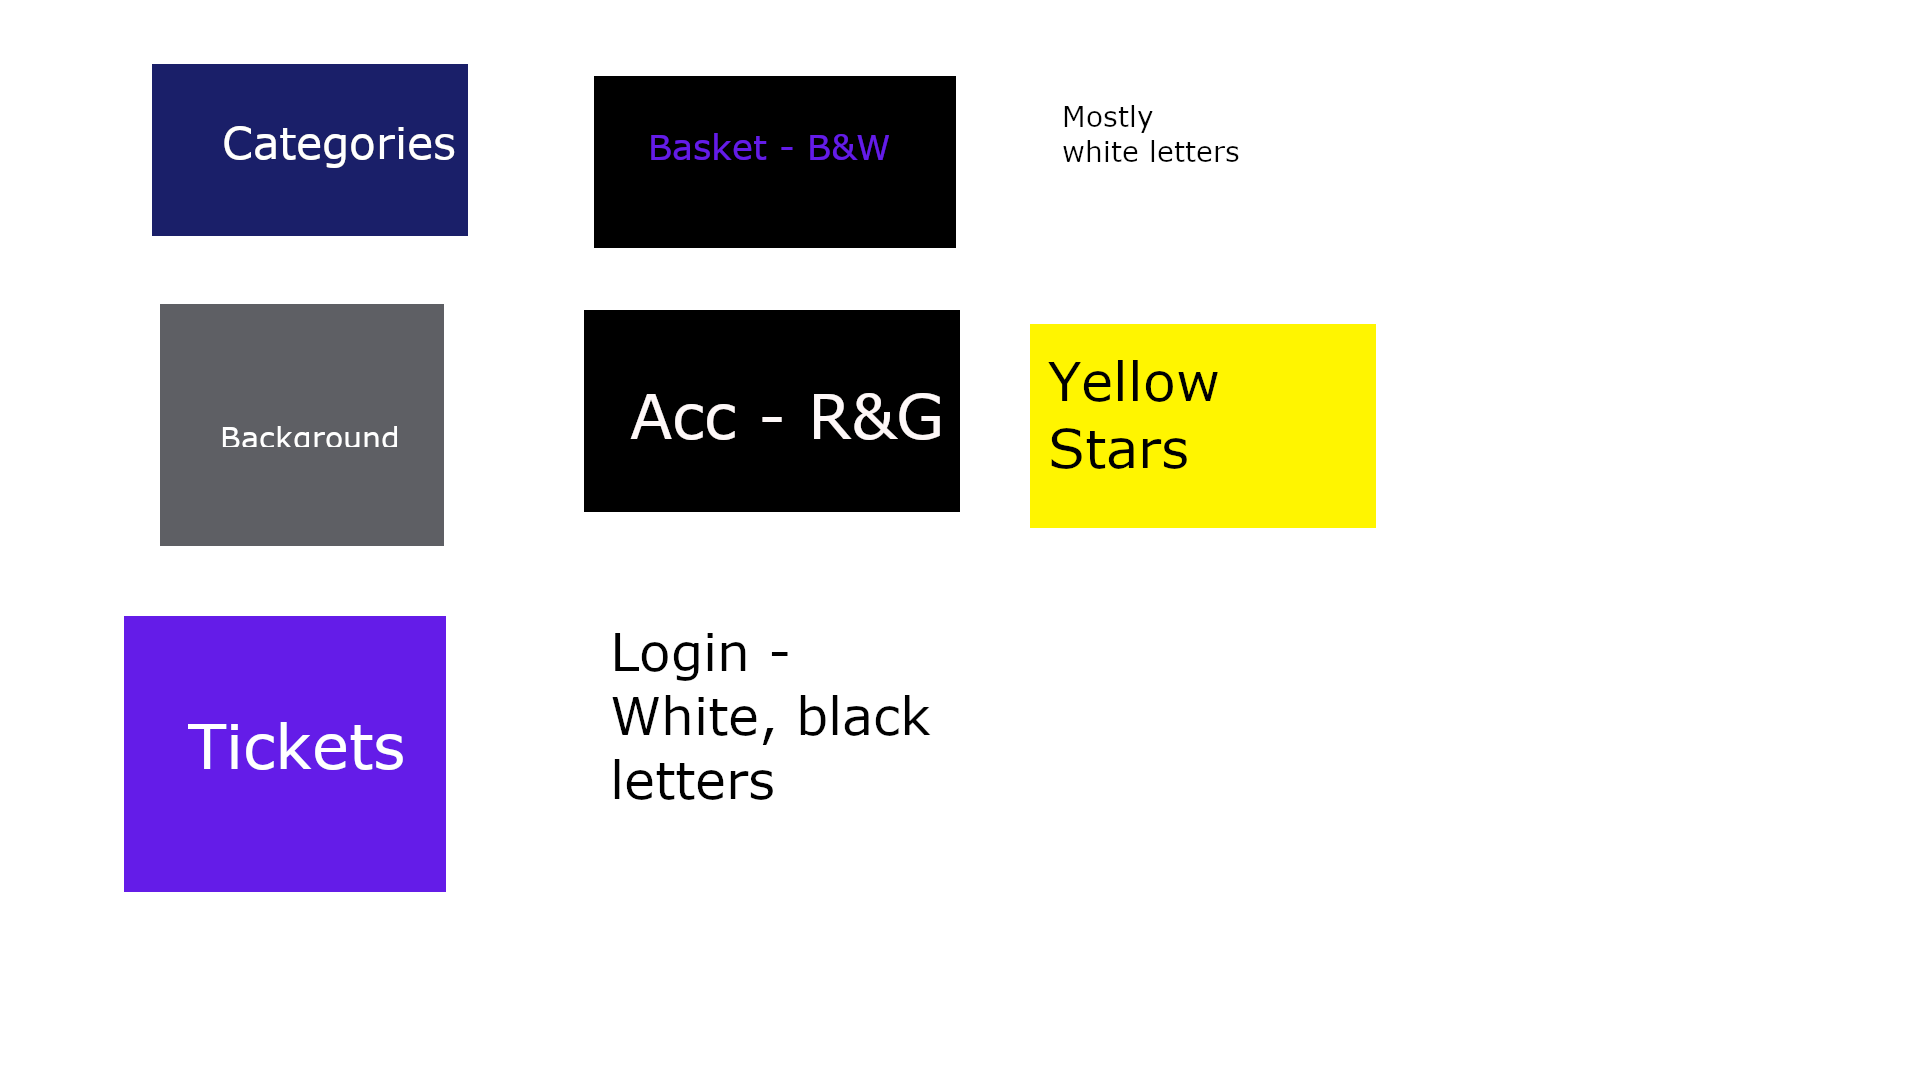 Categories
Basket - B&W
Mostly
white letters
Background
Acc - R&G
Yellow
Stars
Tickets
Login -
White, black
letters